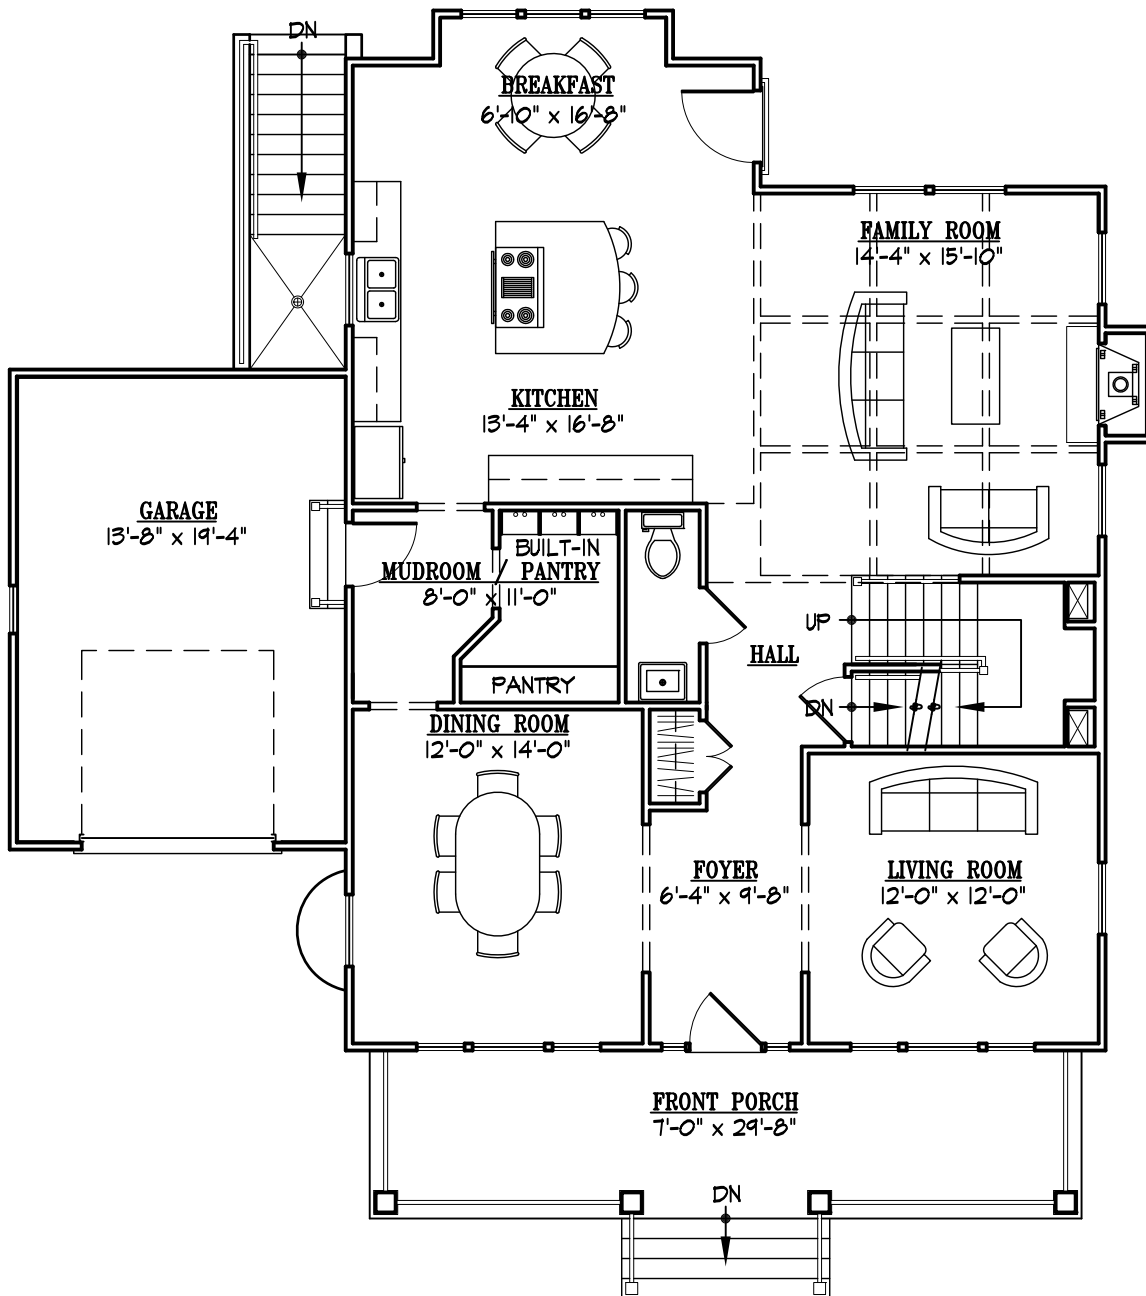 DN
BREAKFAST
6'-10" x 16'-8"
FAMILY ROOM
14'-4" x 15'-10"
KITCHEN
13'-4" x 16'-8"
GARAGE
13'-8" x 19'-4"
BUILT-IN
MUDROOM / PANTRY
8'-0" x 11'-0"
UP
HALL
PANTRY
DN
DINING ROOM
12'-0" x 14'-0"
FOYER
6'-4" x 9'-8"
LIVING ROOM
12'-0" x 12'-0"
FRONT PORCH
7'-0" x 29'-8"
DN